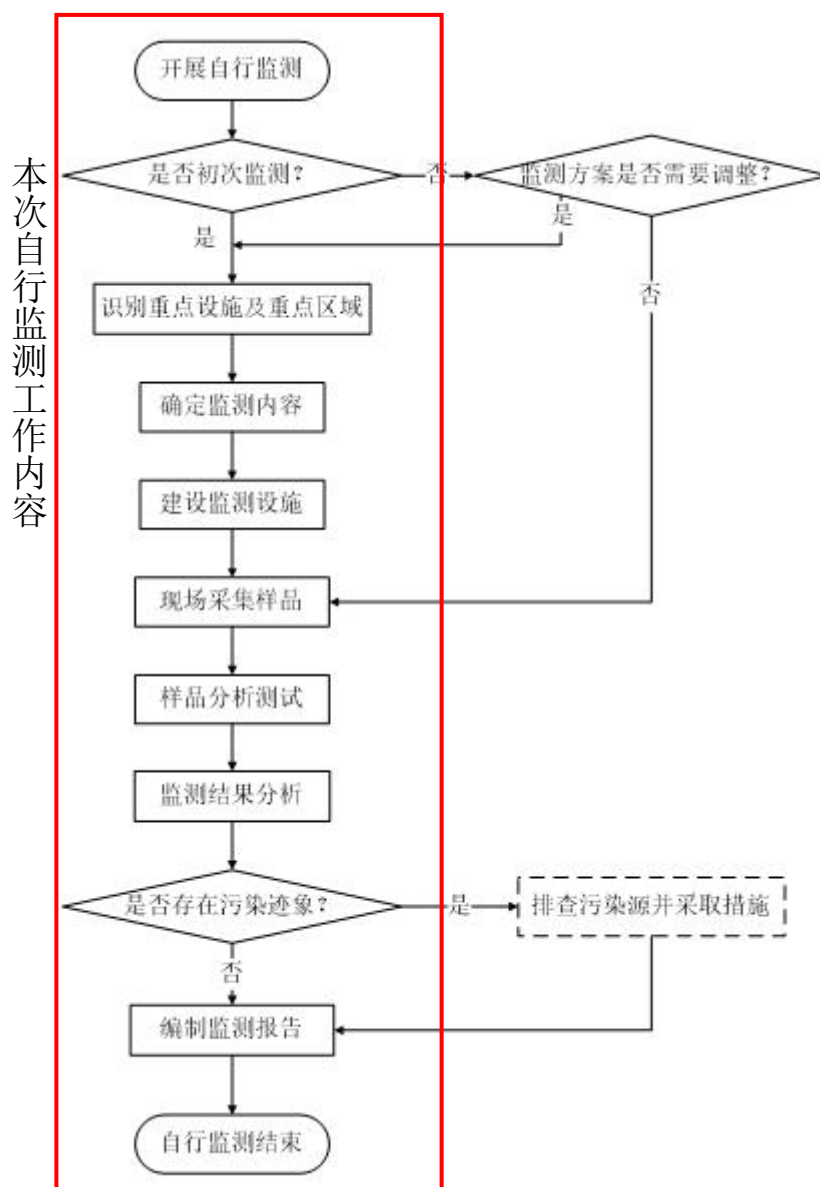 本次自行监测工作内容
开展自行监测
是否初次监测？
否
监测方案是否需要调整？
是
是
否
识别重点设施及重点区域
确定监测内容
建设监测设施
现场采集样品
样品分析测试
监测结果分析
是否存在污染迹象？
是
排查污染源并采取措施
否
编制监测报告
自行监测结束